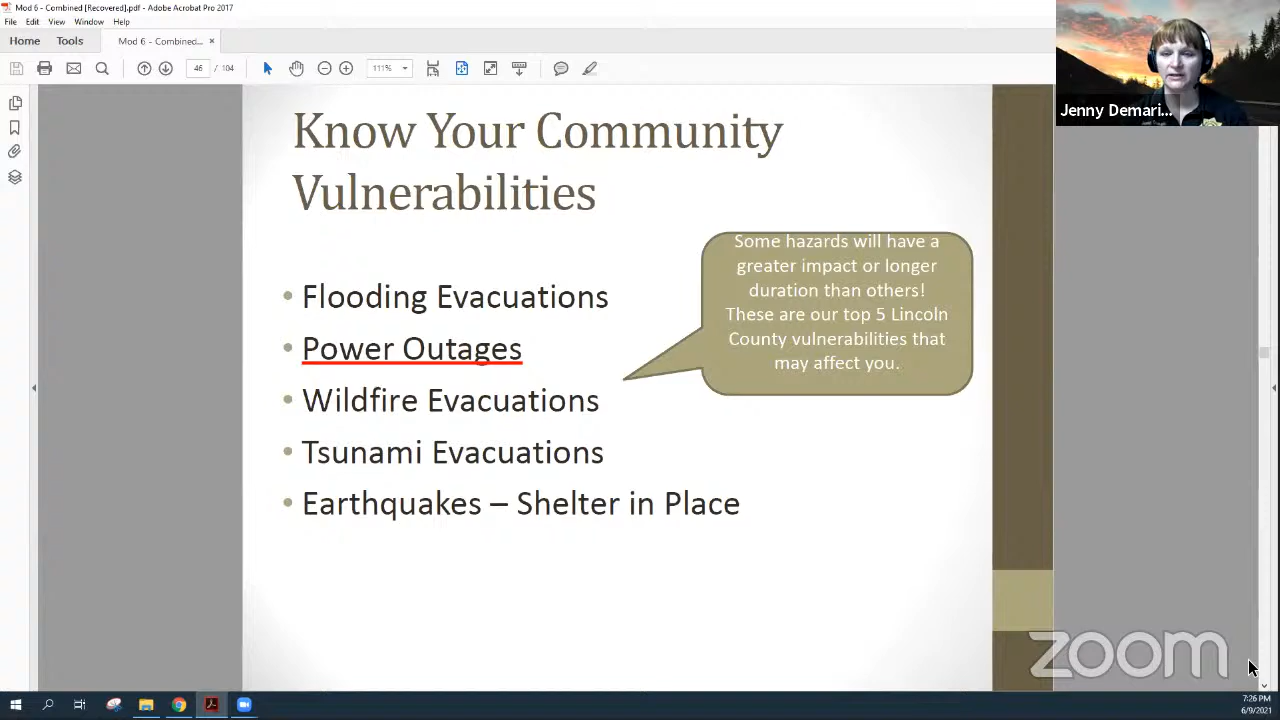 Mod 6 - Combined [Recovered].pdf - Adobe Acrobat Pro 2017
File Edit View Window Help
Home Tools Mod 6 - Combined... ×
46 / 104 111%
Jenny Demari...
Know Your Community
Vulnerabilities
Some hazards will have a
greater impact or longer
duration than others!
These are our top 5 Lincoln
County vulnerabilities that
may affect you.
• Flooding Evacuations
• Power Outages
• Wildfire Evacuations
• Tsunami Evacuations
• Earthquakes – Shelter in Place
zoom
7:26 PM
6/9/2021